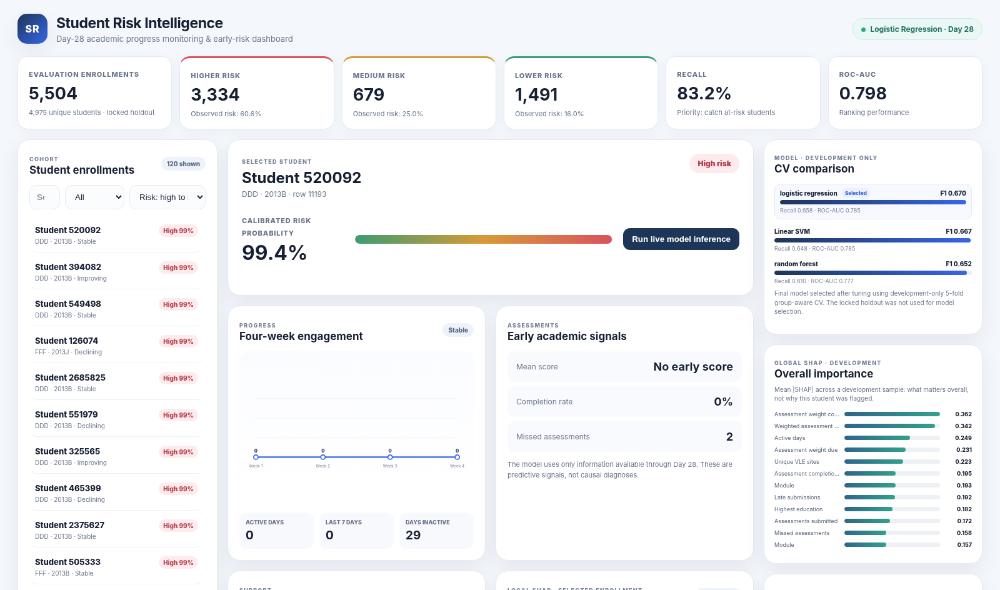 SR
Student Risk Intelligence
Day-28 academic progress monitoring & early-risk dashboard
Logistic Regression · Day 28
EVALUATION ENROLLMENTS
5,504
4,975 unique students · locked holdout
HIGHER RISK
3,334
Observed risk: 60.6%
MEDIUM RISK
679
Observed risk: 25.0%
LOWER RISK
1,491
Observed risk: 16.0%
RECALL
83.2%
Priority: catch at-risk students
ROC-AUC
0.798
Ranking performance
COHORT
Student enrollments
120 shown
Se
All
Risk: high to
Student 520092
High 99%
DDD · 2013B · Stable
Student 394082
High 99%
DDD · 2013B · Improving
Student 549498
High 99%
DDD · 2013B · Stable
Student 126074
High 99%
FFF · 2013J · Declining
Student 2685825
High 99%
DDD · 2013B · Stable
Student 551979
High 99%
DDD · 2013B · Declining
Student 325565
High 99%
DDD · 2013B · Improving
Student 465399
High 99%
DDD · 2013B · Declining
Student 2375627
High 99%
DDD · 2013B · Stable
Student 505333
High 99%
FFF · 2013B · Stable
SELECTED STUDENT
Student 520092
DDD · 2013B · row 11193
High risk
CALIBRATED RISK
PROBABILITY
99.4%
Run live model inference
PROGRESS
Four-week engagement
Stable
0
0
0
0
Week 1
Week 2
Week 3
Week 4
ACTIVE DAYS
0
LAST 7 DAYS
0
DAYS INACTIVE
29
ASSESSMENTS
Early academic signals
Mean score
No early score
Completion rate
0%
Missed assessments
2
The model uses only information available through Day 28. These are
predictive signals, not causal diagnoses.
SUPPORT
LOCAL SHAP · SELECTED ENROLLMENT
MODEL · DEVELOPMENT ONLY
CV comparison
logistic regression
Selected
F1 0.670
Recall 0.658 · ROC-AUC 0.785
Linear SVM
F1 0.667
Recall 0.648 · ROC-AUC 0.785
random forest
F1 0.652
Recall 0.610 · ROC-AUC 0.777
Final model selected after tuning using development-only 5-fold
group-aware CV. The locked holdout was not used for model
selection.
GLOBAL SHAP · DEVELOPMENT
Overall importance
Mean |SHAP| across a development sample: what matters overall,
not why this student was flagged.
Assessment weight co...
0.362
Weighted assessment ...
0.342
Active days
0.249
Assessment weight due
0.231
Unique VLE sites
0.223
Assessment completio...
0.195
Module
0.193
Late submissions
0.192
Highest education
0.182
Assessments submitted
0.172
Missed assessments
0.158
Module
0.157